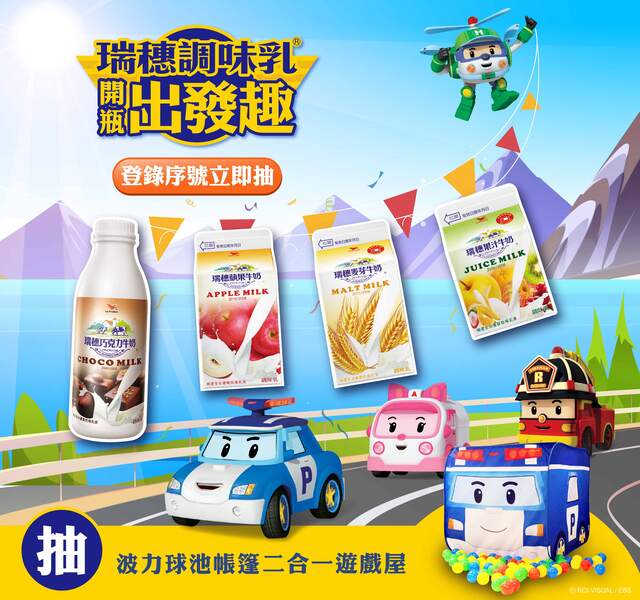 瑞穗調味乳®
開瓶出發趣
登錄序號立即抽
瑞穗巧克力牛奶
CHOCO MILK
瑞穗蘋果牛奶
APPLE MILK
瑞穗麥芽牛奶
MALT MILK
瑞穗果汁牛奶
JUICE MILK
P
A
R
抽
波力球池帳篷二合一遊戲屋
P
© ROI VISUAL / EBS